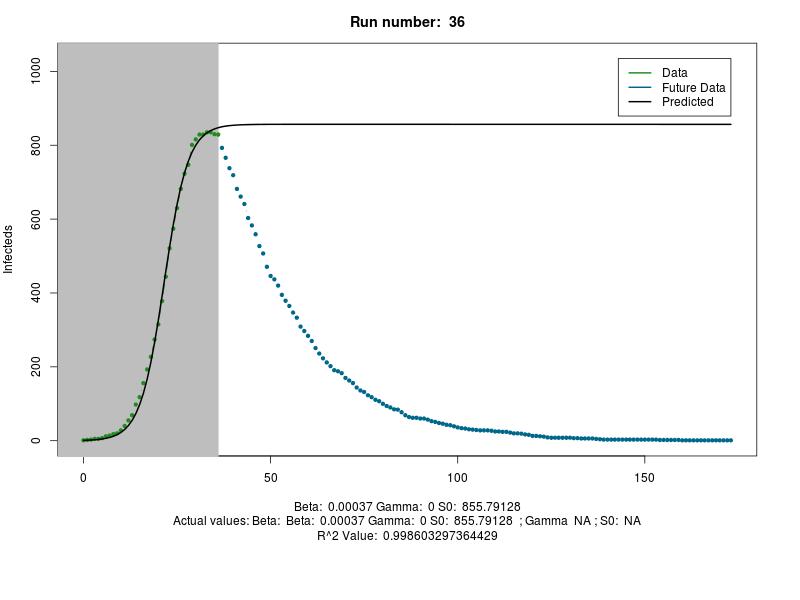 Run number: 36
Data
Future Data
Predicted
Infecteds
1000
800
600
400
200
0
0 50 100 150
Beta: 0.00037 Gamma: 0 S0: 855.79128
Actual values: Beta: Beta: 0.00037 Gamma: 0 S0: 855.79128 ; Gamma NA ; S0: NA
R^2 Value: 0.998603297364429